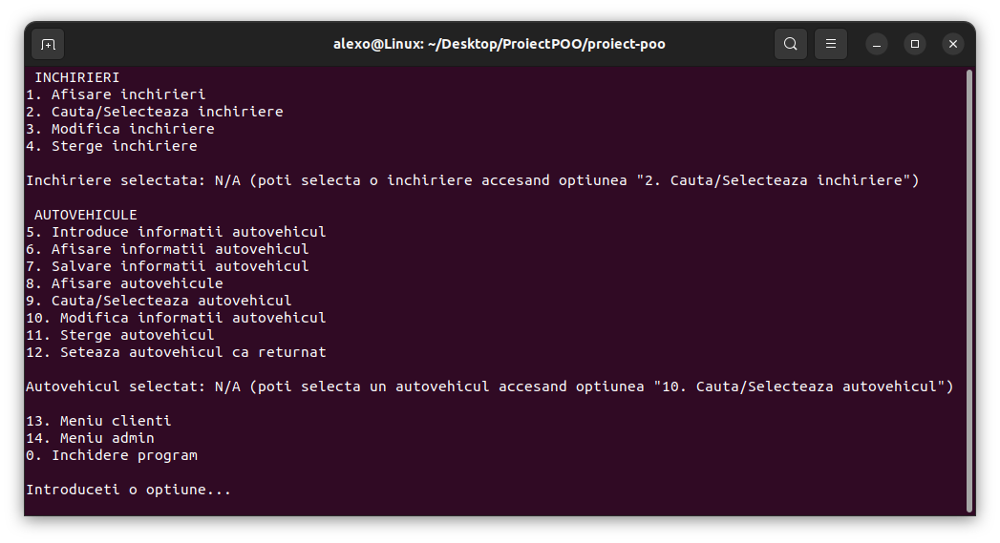 alexo@Linux: ~/Desktop/ProiectPOO/proiect-poo
INCHIRIERI
1. Afisare inchirieri
2. Cauta/Selecteaza inchiriere
3. Modifica inchiriere
4. Sterge inchiriere
Inchiriere selectata: N/A (poti selecta o inchiriere accesand optiunea "2. Cauta/Selecteaza inchiriere")
AUTOVEHICULE
5. Introduce informatii autovehicul
6. Afisare informatii autovehicul
7. Salvare informatii autovehicul
8. Afisare autovehicule
9. Cauta/Selecteaza autovehicul
10. Modifica informatii autovehicul
11. Sterge autovehicul
12. Seteaza autovehicul ca returnat
Autovehicul selectat: N/A (poti selecta un autovehicul accesand optiunea "10. Cauta/Selecteaza autovehicul")
13. Meniu clienti
14. Meniu admin
0. Inchidere program
Introduceti o optiune...